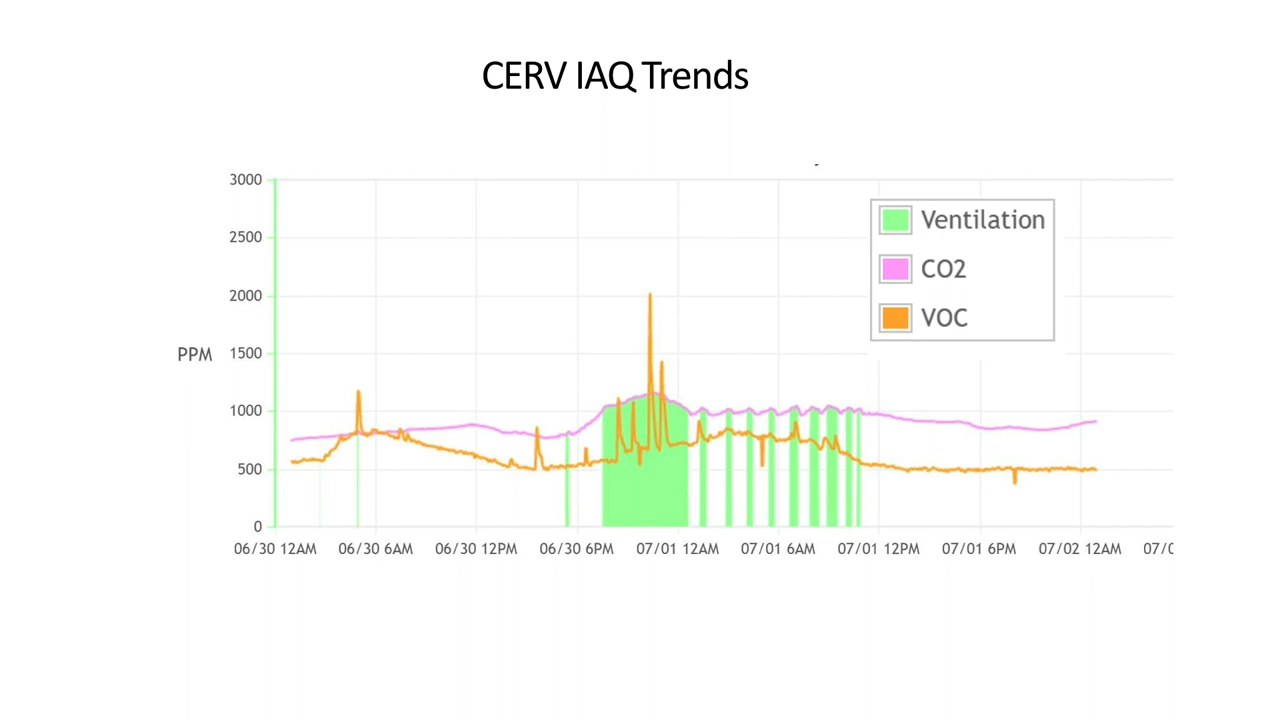 CERV IAQ Trends
3000
2500
2000
1500
1000
500
0
PPM
Ventilation
CO2
VOC
06/30 12AM 06/30 6AM 06/30 12PM 06/30 6PM 07/01 12AM 07/01 6AM 07/01 12PM 07/01 6PM 07/02 12AM